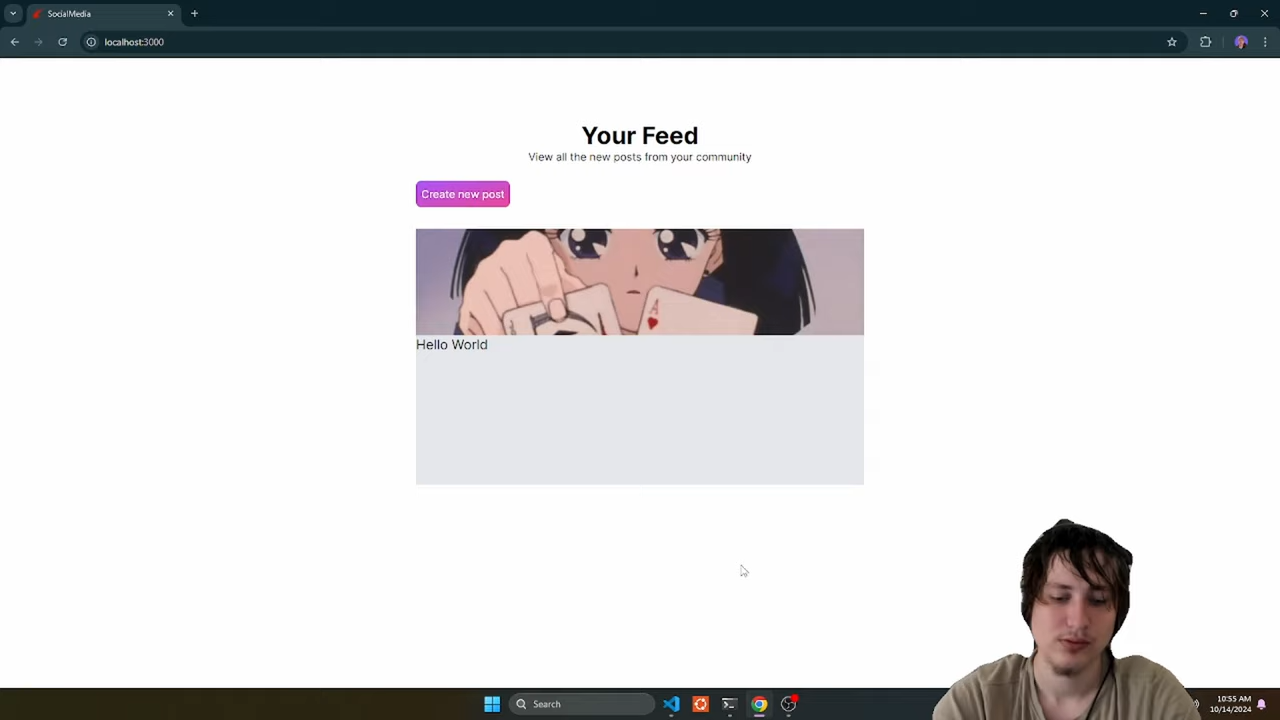 SocialMedia
localhost:3000
Your Feed
View all the new posts from your community
Create new post
A
Hello World
Search
10:55 AM
10/14/2024